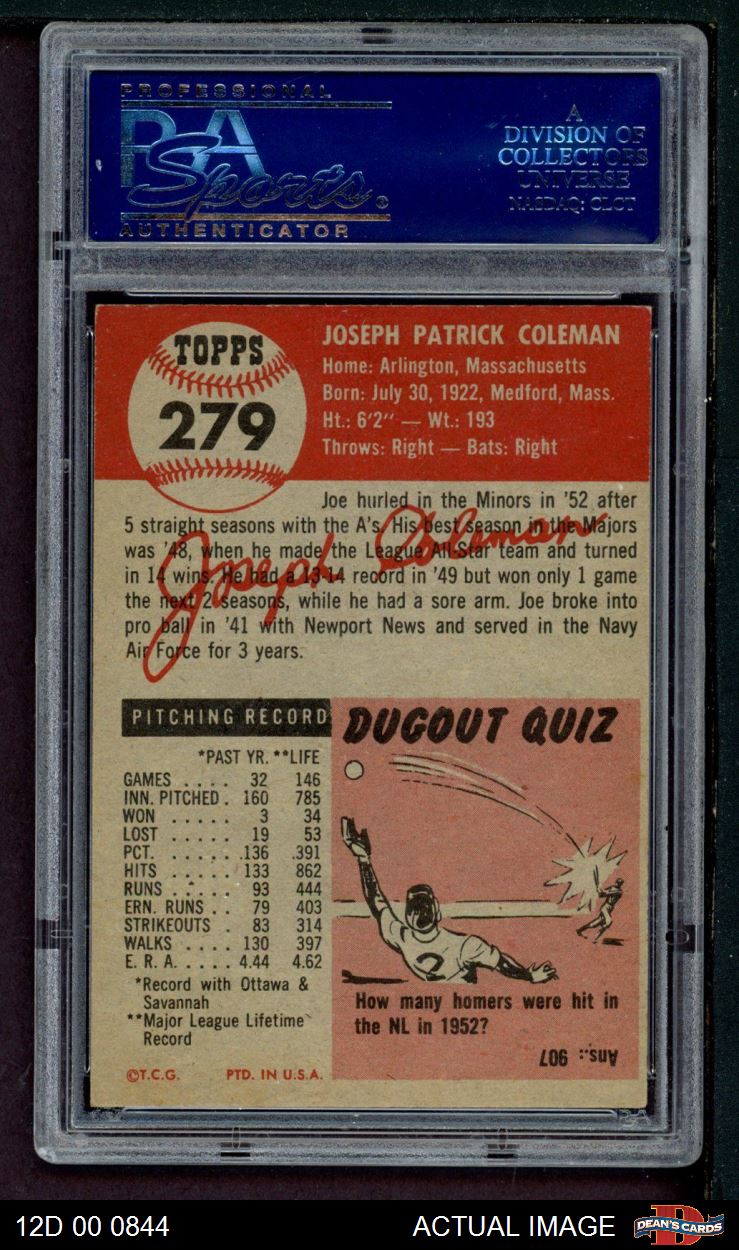 PROFESSIONAL
PSA
Sports®
AUTHENTICATOR
A
DIVISION OF
COLLECTORS
UNIVERSE
NASDAQ: CLCT
TOPPS
279
JOSEPH PATRICK COLEMAN
Home: Arlington, Massachusetts
Born: July 30, 1922, Medford, Mass.
Ht.: 6'2" — Wt.: 193
Throws: Right — Bats: Right
Joe hurled in the Minors in '52 after
5 straight seasons with the A's. His best season in the Majors
was '48, when he made the League All-Star team and turned
in 14 wins. He had a 13-14 record in '49 but won only 1 game
the next 2 seasons, while he had a sore arm. Joe broke into
pro ball in '41 with Newport News and served in the Navy
Air Force for 3 years.
Joseph Coleman
PITCHING RECORD
*PAST YR. **LIFE
GAMES .... 32 146
INN. PITCHED . 160 785
WON ..... 3 34
LOST ..... 19 53
PCT. ...... .136 .391
HITS ..... 133 862
RUNS ..... 93 444
ERN. RUNS .. 79 403
STRIKEOUTS . 83 314
WALKS .... 130 397
E. R. A. ..... 4.44 4.62
*Record with Ottawa &
Savannah
**Major League Lifetime
Record
©T.C.G. PTD. IN U.S.A.
DUGOUT QUIZ
2
How many homers were hit in
the NL in 1952?
Ans.: 907
12D 00 0844 ACTUAL IMAGE
D
DEAN'S CARDS